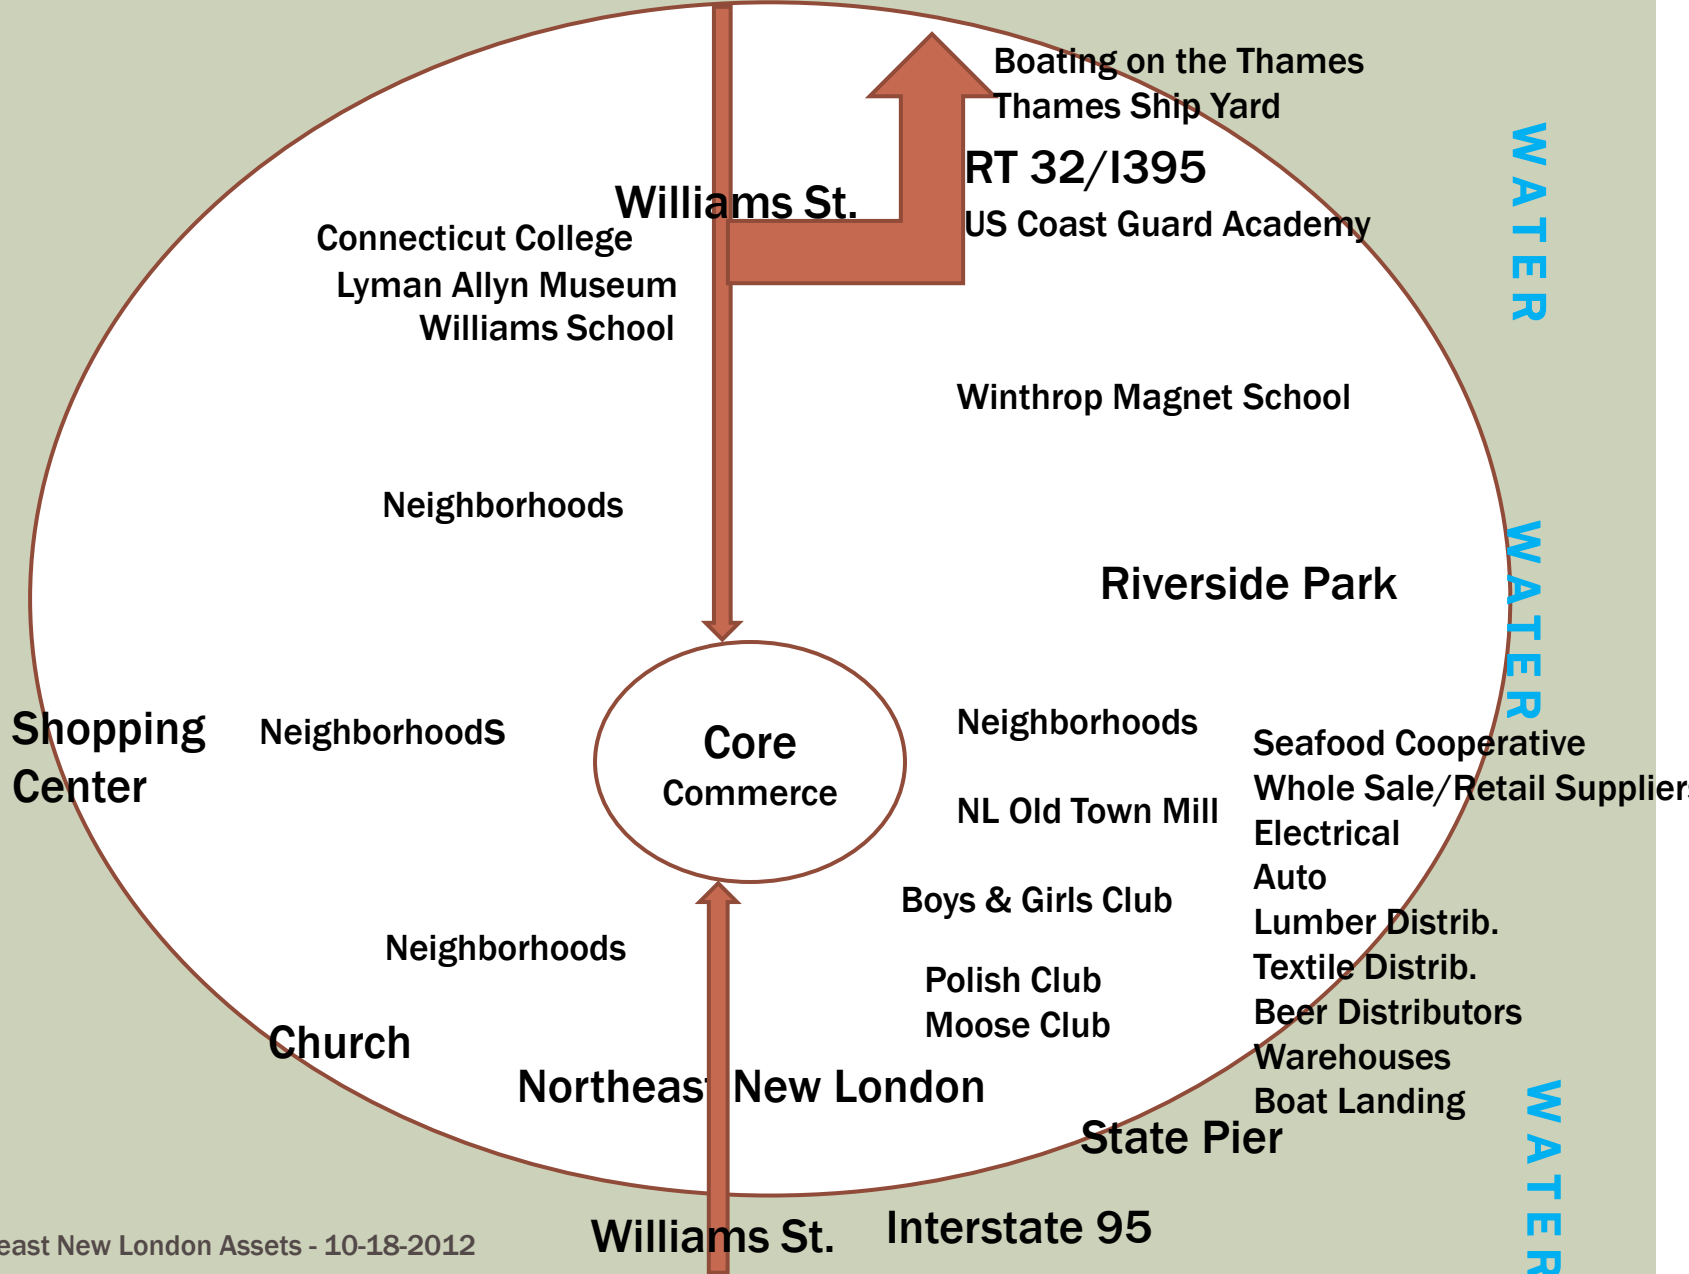 Boating on the Thames
Thames Ship Yard
RT 32/I395
US Coast Guard Academy
Williams St.
Connecticut College
Lyman Allyn Museum
Williams School
WATER
Winthrop Magnet School
Neighborhoods
Riverside Park
WATER
Shopping
Center
Neighborhoods
Core
Commerce
Neighborhoods
NL Old Town Mill
Boys & Girls Club
Polish Club
Moose Club
Seafood Cooperative
Whole Sale/Retail Suppliers
Electrical
Auto
Lumber Distrib.
Textile Distrib.
Beer Distributors
Warehouses
Boat Landing
Neighborhoods
Church
Northeast New London
State Pier
WATER
Williams St.
Interstate 95
east New London Assets - 10-18-2012